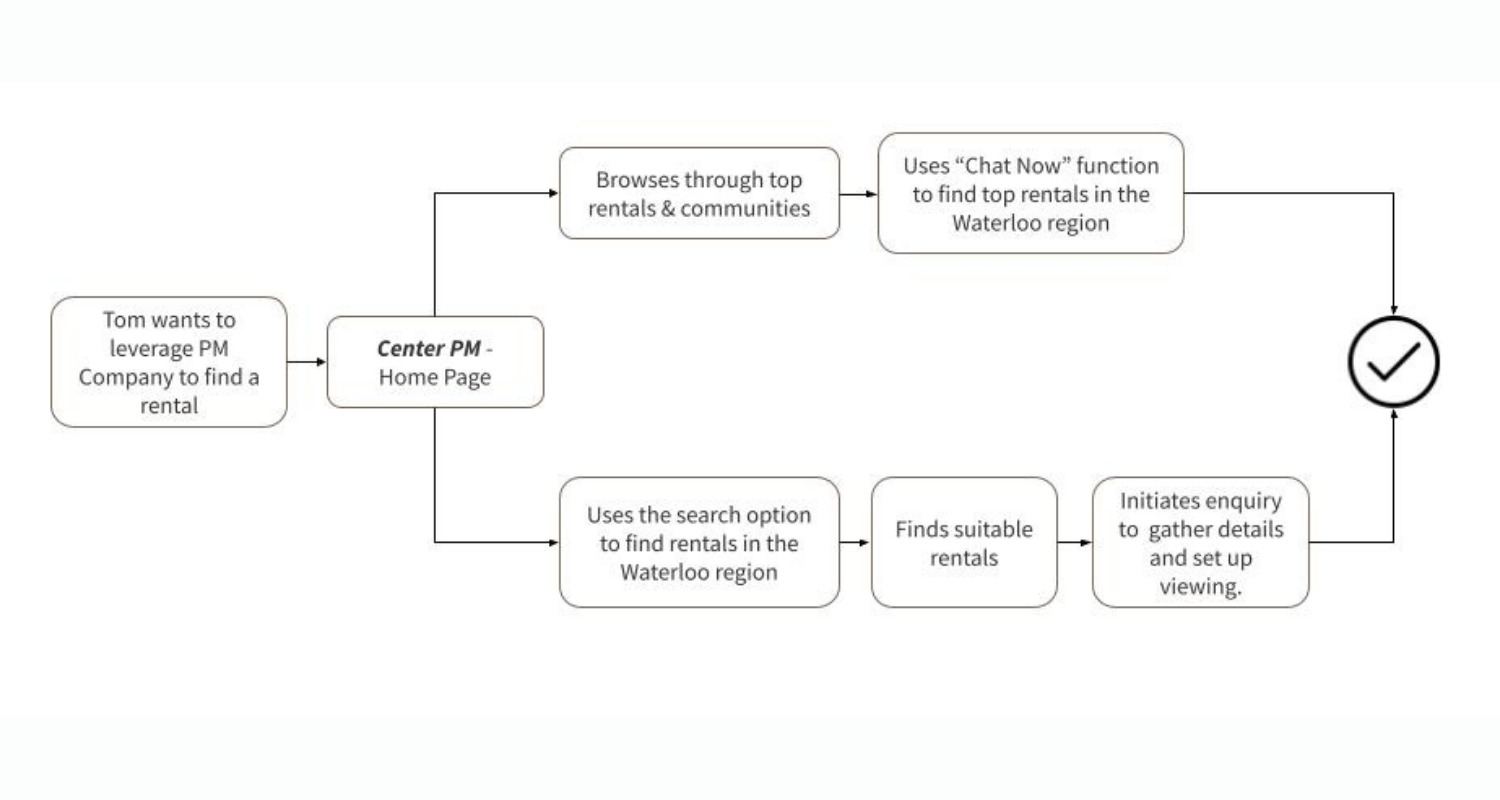 Tom wants to
leverage PM
Company to find a
rental
Center PM -
Home Page
Browses through top
rentals & communities
Uses “Chat Now” function
to find top rentals in the
Waterloo region
Uses the search option
to find rentals in the
Waterloo region
Finds suitable
rentals
Initiates enquiry
to  gather details
and set up
viewing.